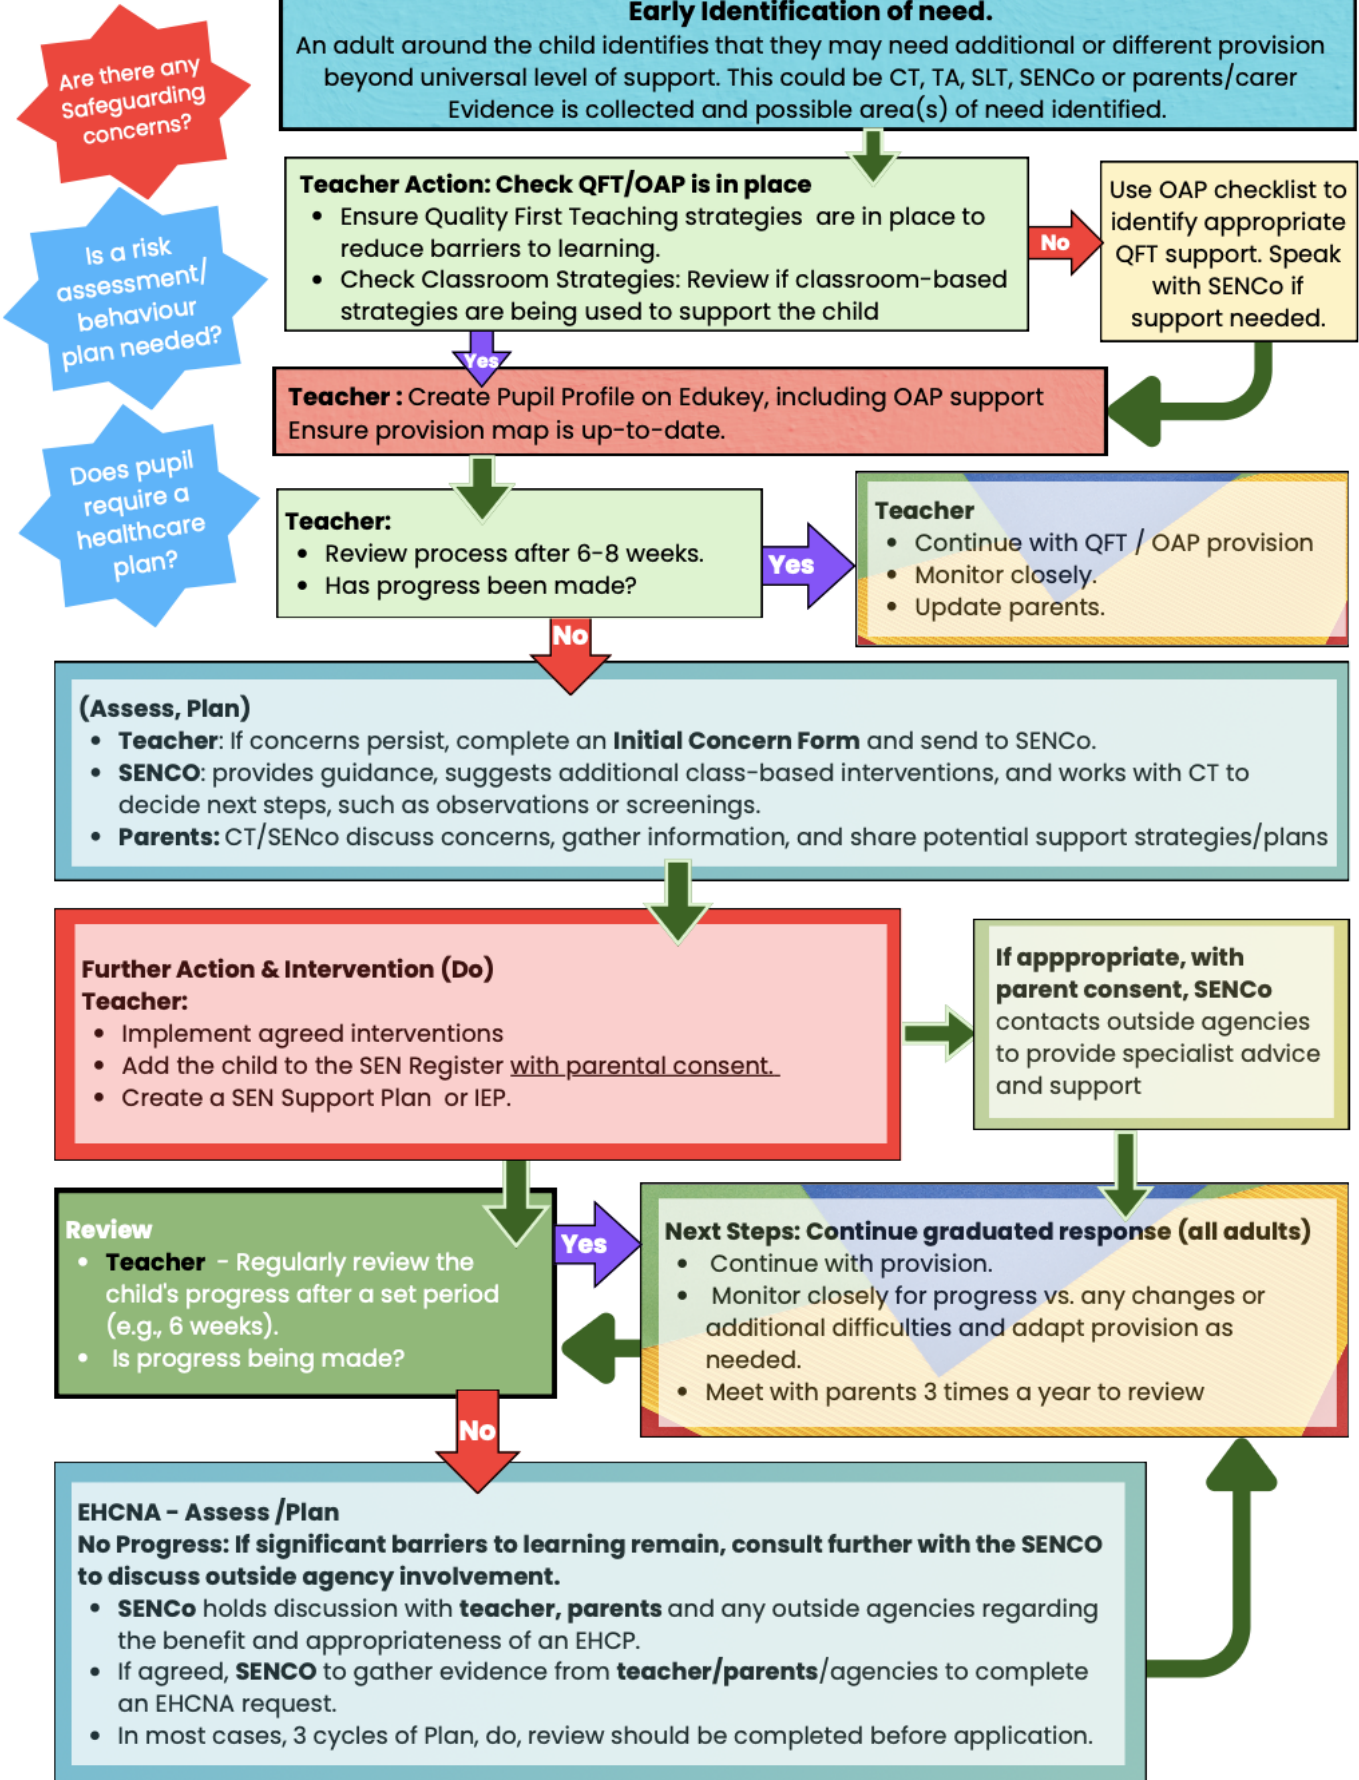 Early Identification of need.
An adult around the child identifies that they may need additional or different provision
beyond universal level of support. This could be CT, TA, SLT, SENCo or parents/carer
Evidence is collected and possible area(s) of need identified.
Are there any
Safeguarding
concerns?
Is a risk
assessment/
behaviour
plan needed?
Does pupil
require a
healthcare
plan?
Teacher Action: Check QFT/OAP is in place
• Ensure Quality First Teaching strategies are in place to
reduce barriers to learning.
• Check Classroom Strategies: Review if classroom-based
strategies are being used to support the child
No
Use OAP checklist to
identify appropriate
QFT support. Speak
with SENCo if
support needed.
Yes
Teacher : Create Pupil Profile on Edukey, including OAP support
Ensure provision map is up-to-date.
Teacher:
• Review process after 6-8 weeks.
• Has progress been made?
Yes
Teacher
• Continue with QFT / OAP provision
• Monitor closely.
• Update parents.
No
(Assess, Plan)
• Teacher: If concerns persist, complete an Initial Concern Form and send to SENCo.
• SENCO: provides guidance, suggests additional class-based interventions, and works with CT to
decide next steps, such as observations or screenings.
• Parents: CT/SENco discuss concerns, gather information, and share potential support strategies/plans
Further Action & Intervention (Do)
Teacher:
• Implement agreed interventions
• Add the child to the SEN Register with parental consent.
• Create a SEN Support Plan or IEP.
If apppropriate, with
parent consent, SENCo
contacts outside agencies
to provide specialist advice
and support
Review
• Teacher - Regularly review the
child's progress after a set period
(e.g., 6 weeks).
• Is progress being made?
Yes
Next Steps: Continue graduated response (all adults)
• Continue with provision.
• Monitor closely for progress vs. any changes or
additional difficulties and adapt provision as
needed.
• Meet with parents 3 times a year to review
No
EHCNA - Assess /Plan
No Progress: If significant barriers to learning remain, consult further with the SENCO
to discuss outside agency involvement.
• SENCo holds discussion with teacher, parents and any outside agencies regarding
the benefit and appropriateness of an EHCP.
• If agreed, SENCO to gather evidence from teacher/parents/agencies to complete
an EHCNA request.
• In most cases, 3 cycles of Plan, do, review should be completed before application.